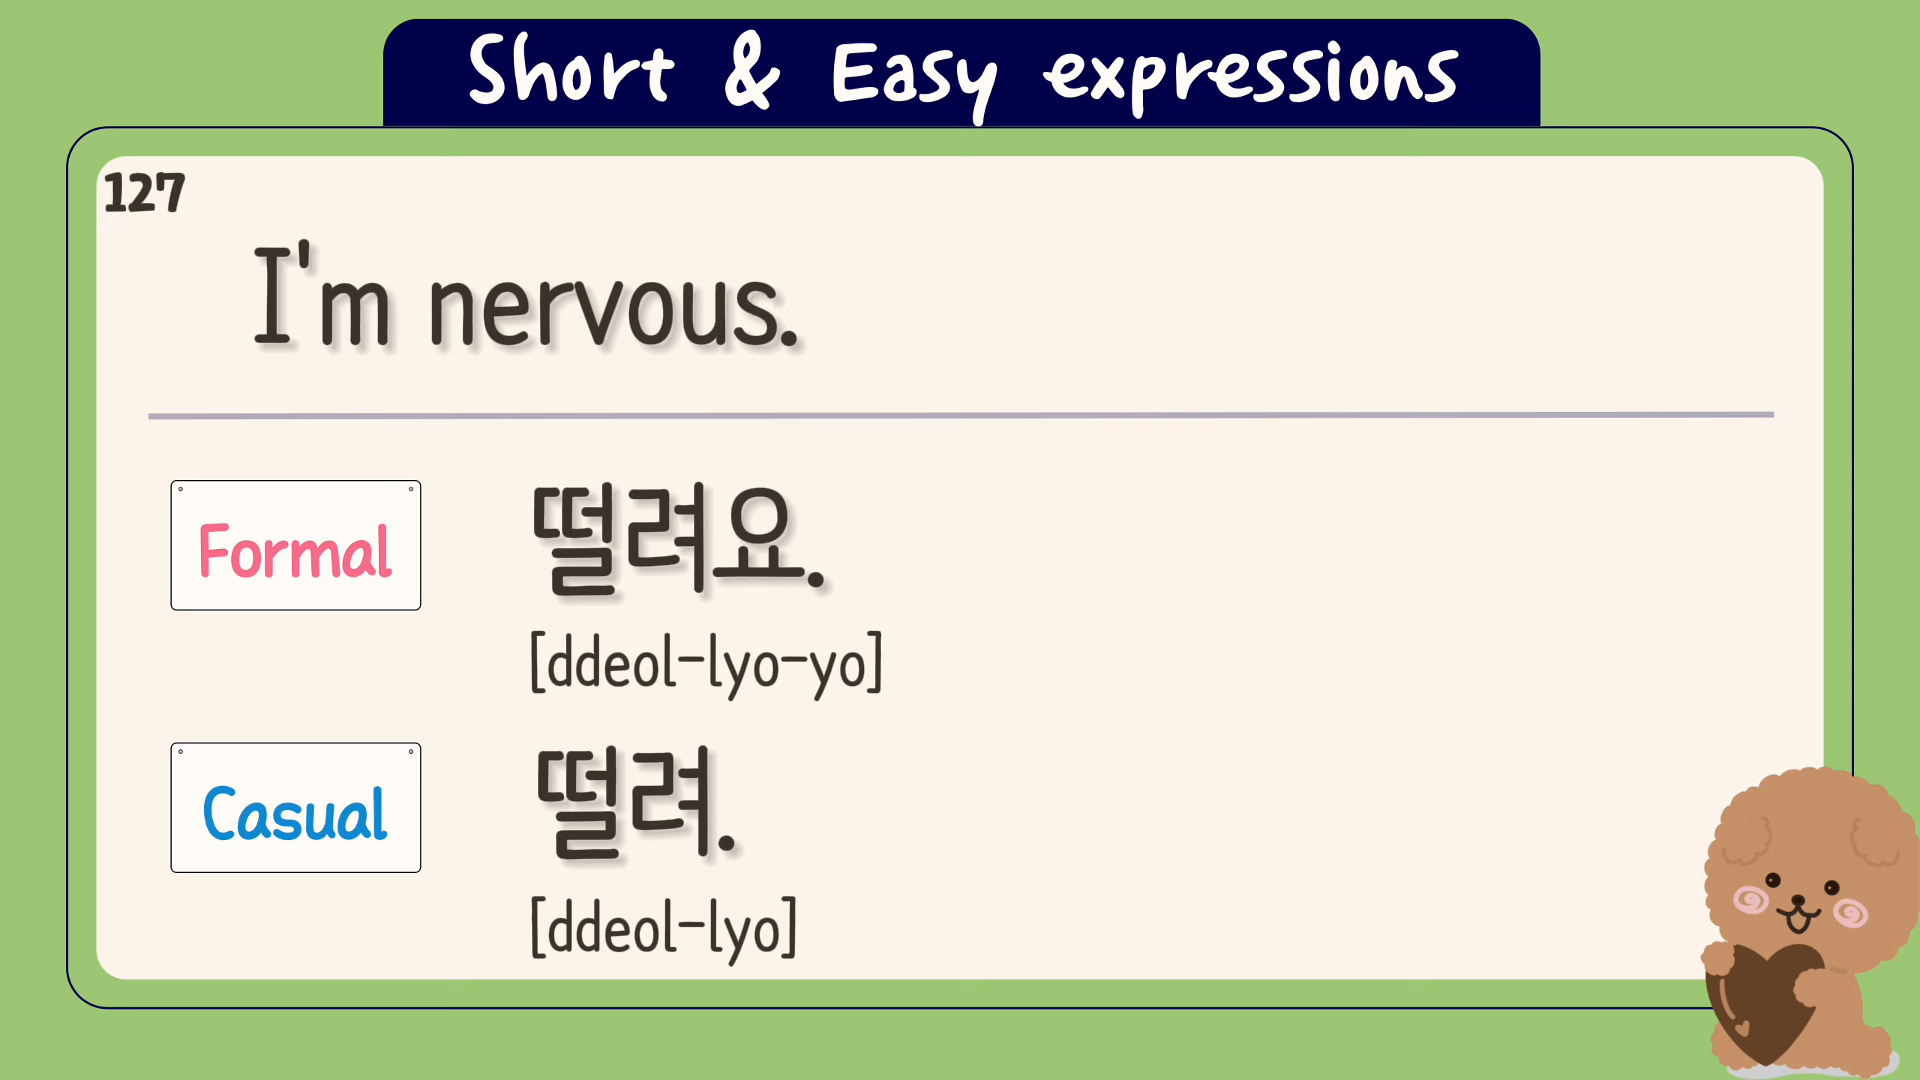 Short & Easy expressions
127
I'm nervous.
Formal
떨려요.
[ddeol-lyo-yo]
Casual
떨려.
[ddeol-lyo]